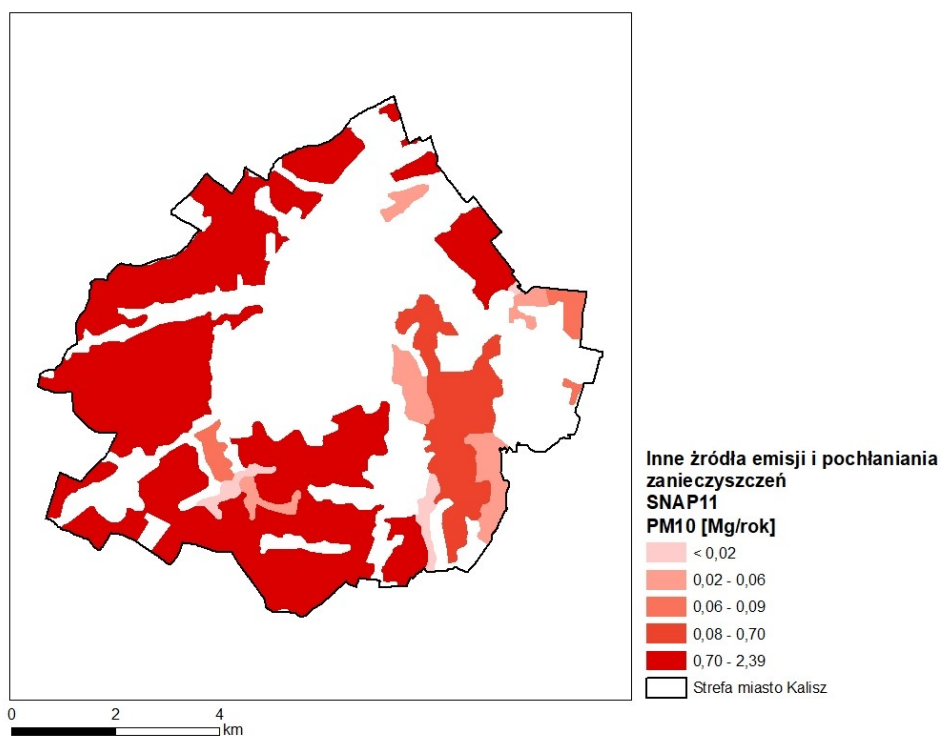 Inne źródła emisji i pochłaniania
zanieczyszczeń
SNAP11
PM10 [Mg/rok]
< 0,02
0,02 - 0,06
0,06 - 0,09
0,08 - 0,70
0,70 - 2,39
Strefa miasto Kalisz
0 2 4
km